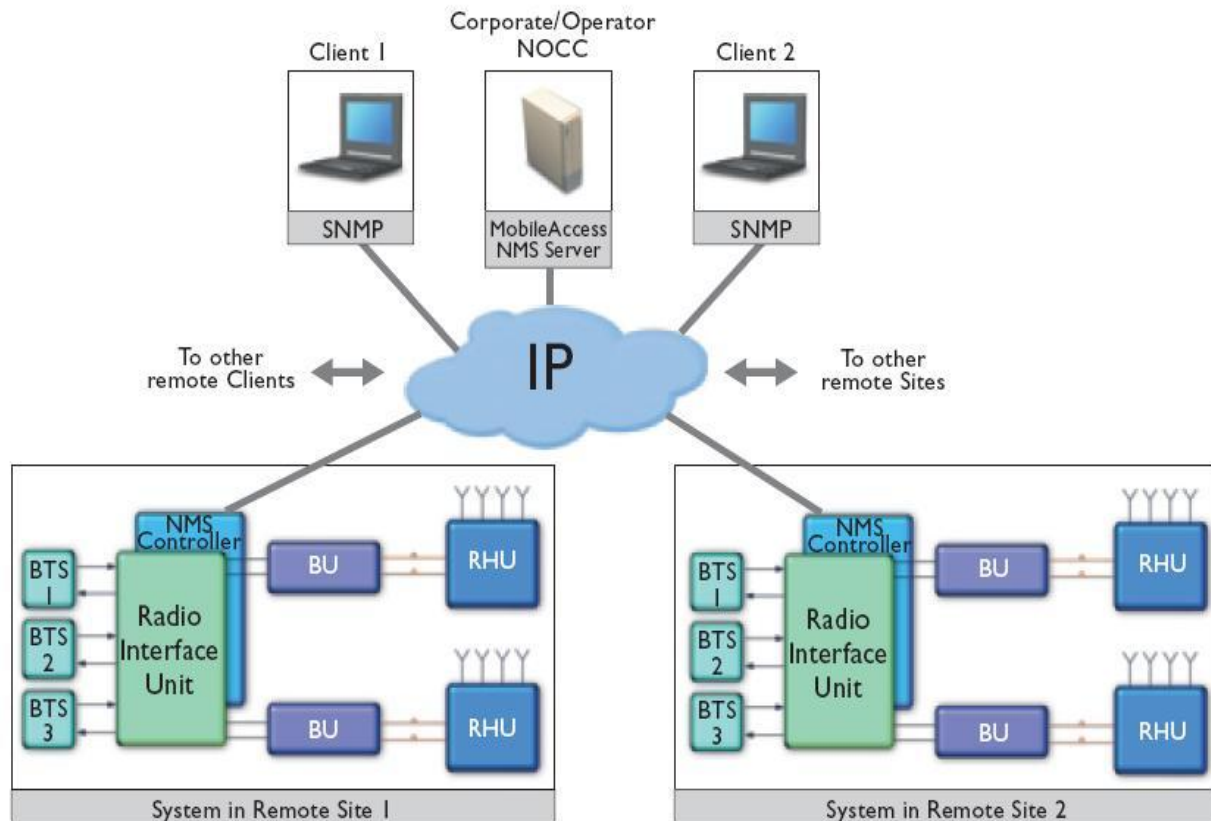 Corporate/Operator
NOCC
Client 1
Client 2
SNMP
MobileAccess
NMS Server
SNMP
IP
To other
remote Clients
To other
remote Sites
NMS
Controller
BTS
1
BTS
2
BTS
3
Radio
Interface
Unit
BU
RHU
BU
RHU
System in Remote Site 1
NMS
Controller
BTS
1
BTS
2
BTS
3
Radio
Interface
Unit
BU
RHU
BU
RHU
System in Remote Site 2